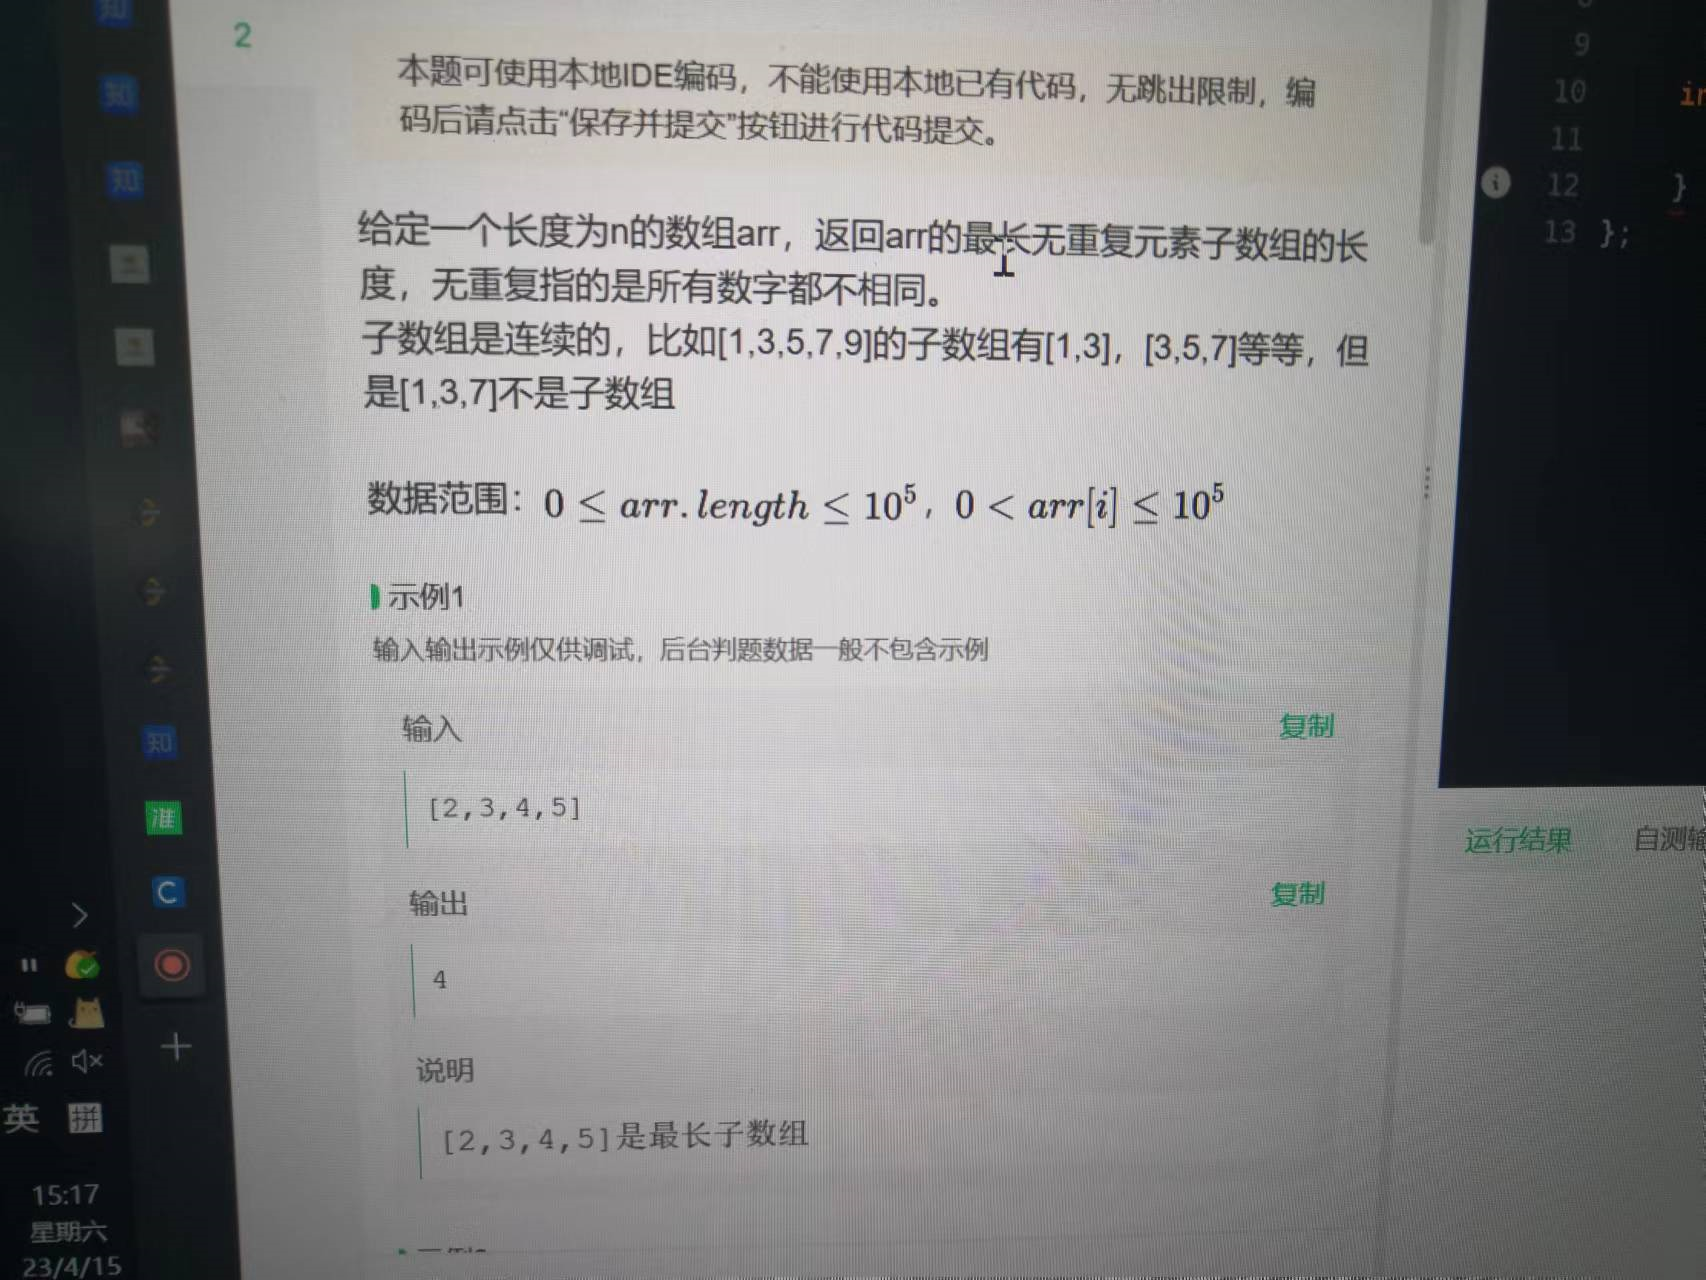 知
知
知
知
准
C
英 拼
15:17
星期六
23/4/15
2
本题可使用本地IDE编码，不能使用本地已有代码，无跳出限制，编
码后请点击“保存并提交”按钮进行代码提交。
给定一个长度为n的数组arr，返回arr的最长无重复元素子数组的长
度，无重复指的是所有数字都不相同。
子数组是连续的，比如[1,3,5,7,9]的子数组有[1,3]，[3,5,7]等等，但
是[1,3,7]不是子数组
数据范围：0 ≤ arr.length ≤ 10⁵，0 < arr[i] ≤ 10⁵
示例1
输入输出示例仅供调试，后台判题数据一般不包含示例
输入
复制
[2,3,4,5]
输出
复制
4
说明
[2,3,4,5]是最长子数组
9
10
11
12 }
13 };
运行结果 自测输